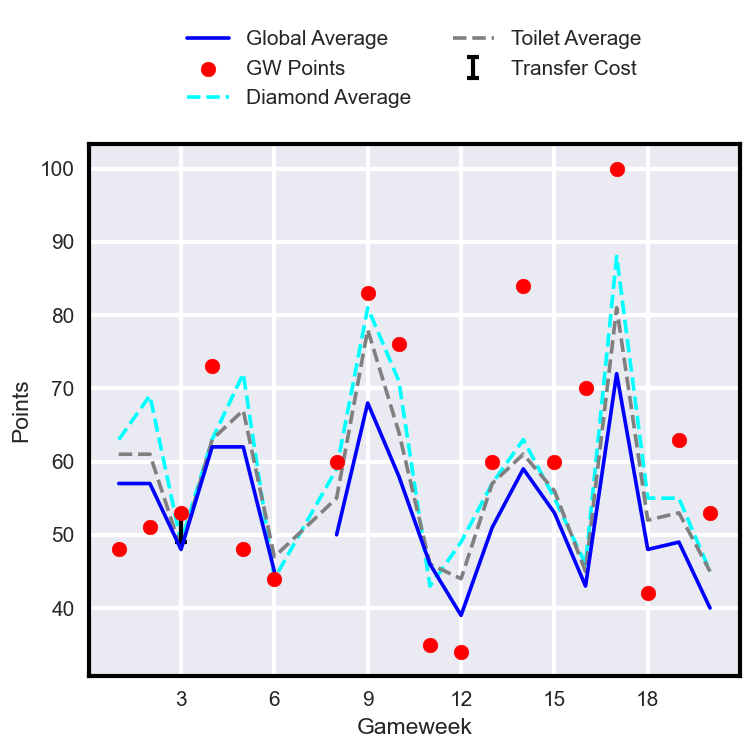 Global Average
GW Points
Diamond Average
Toilet Average
Transfer Cost
100
90
80
70
60
50
40
Points
3 6 9 12 15 18
Gameweek